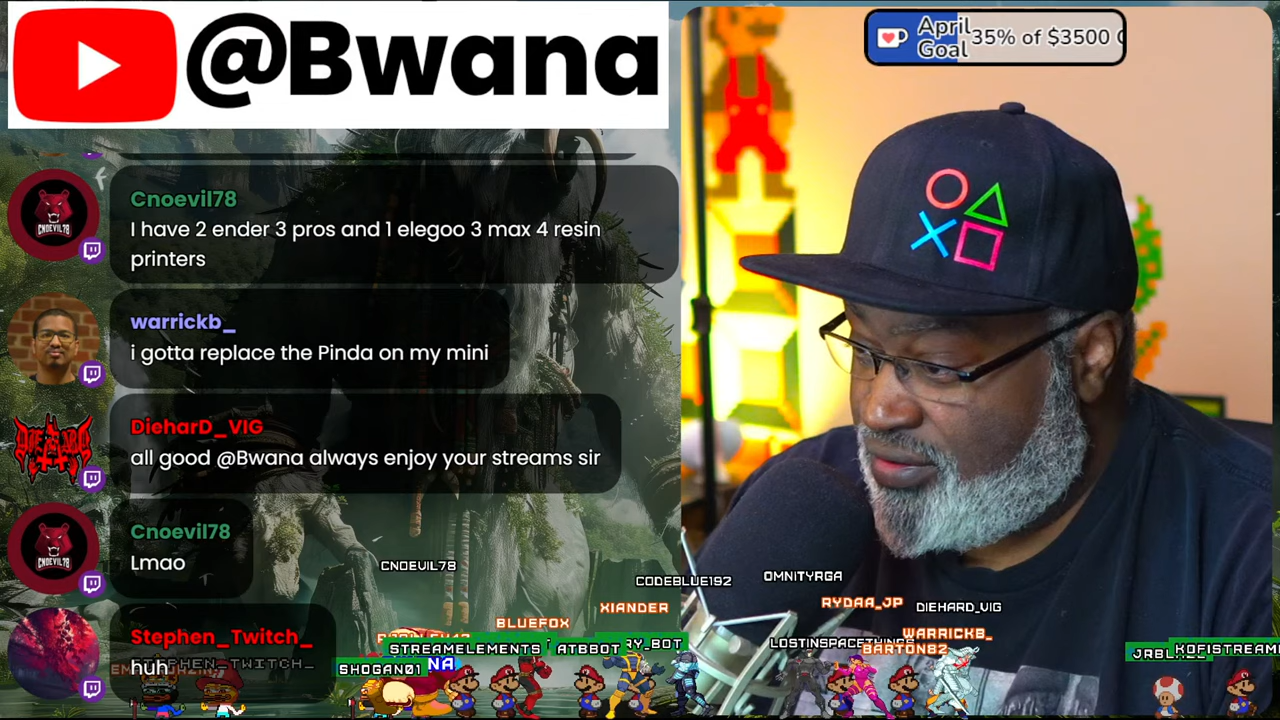 @Bwana
April
Goal
35% of $3500
Cnoevil78
I have 2 ender 3 pros and 1 elegoo 3 max 4 resin
printers
warrickb_
i gotta replace the Pinda on my mini
DieharD_VIG
all good @Bwana always enjoy your streams sir
Cnoevil78
Lmao
Stephen_Twitch_
huh
CNOEVIL78
CODEBLUE192
OMNITYRGA
XIANDER
RYDAA_JP
DIEHARD_VIG
BLUEFOX
WARRICKB_
STREAMELEMENTS
ATBBOT
LOSTINSPACETHINGS
BARTON82
STEPHEN_TWITCH_
SHOGAN01